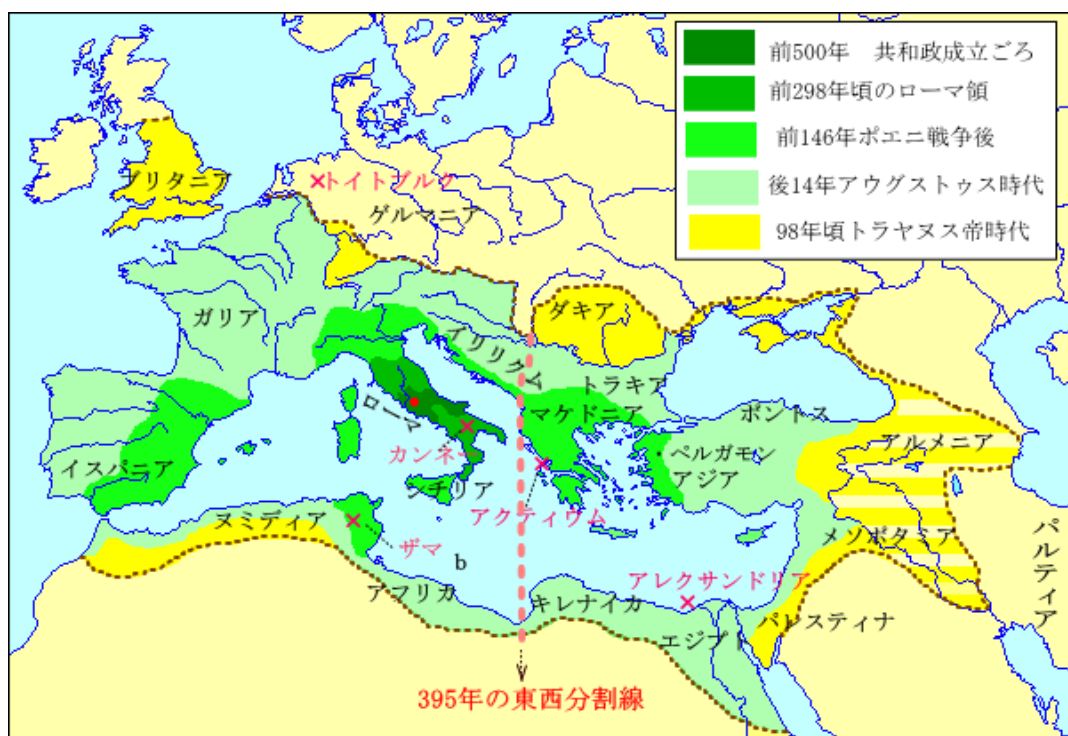 前500年　共和政成立ごろ
前298年頃のローマ領
前146年ポエニ戦争後
後14年アウグストゥス時代
98年頃トラヤヌス帝時代
ブリタニア
トイトブルク
ゲルマニア
ガリア
ダキア
イリリクム
トラキア
ローマ
マケドニア
ポントス
カンネー
・ペルガモン
アルメニア
イスパニア
シチリア
アジア
アクティウム
ヌミディア
メソポタミア
ザマ
b
パルティア
アフリカ
キレナイカ
アレクサンドリア
エジプト
パレスティナ
395年の東西分割線